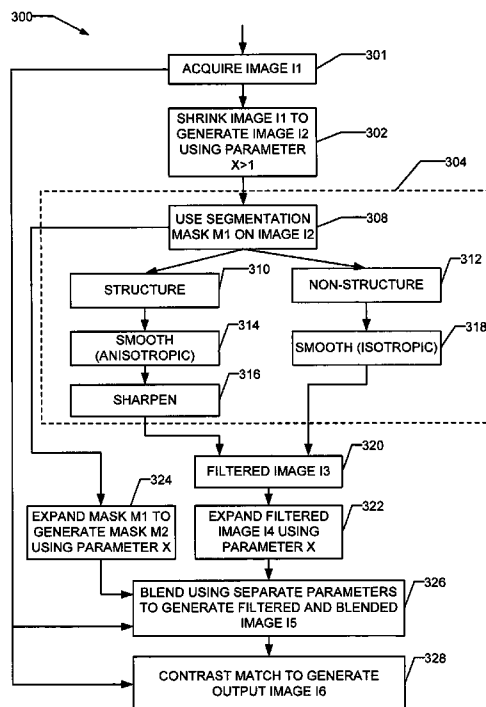 300
ACQUIRE IMAGE I1
301
SHRINK IMAGE I1 TO
GENERATE IMAGE I2
USING PARAMETER
X>1
302
304
USE SEGMENTATION
MASK M1 ON IMAGE I2
308
310
312
STRUCTURE
NON-STRUCTURE
314
SMOOTH
(ANISOTROPIC)
SMOOTH (ISOTROPIC)
318
316
SHARPEN
320
FILTERED IMAGE I3
324
EXPAND MASK M1 TO
GENERATE MASK M2
USING PARAMETER X
322
EXPAND FILTERED
IMAGE I4 USING
PARAMETER X
326
BLEND USING SEPARATE PARAMETERS
TO GENERATE FILTERED AND BLENDED
IMAGE I5
328
CONTRAST MATCH TO GENERATE
OUTPUT IMAGE I6